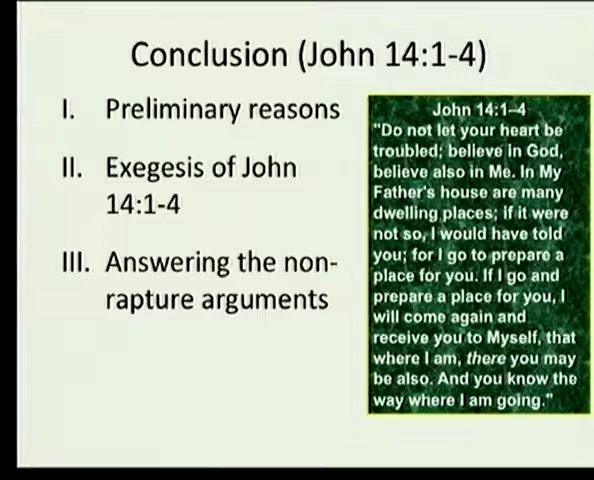 Conclusion (John 14:1-4)
I. Preliminary reasons
II. Exegesis of John
14:1-4
III. Answering the non-
rapture arguments
John 14:1–4
"Do not let your heart be
troubled; believe in God,
believe also in Me. In My
Father's house are many
dwelling places; if it were
not so, I would have told
you; for I go to prepare a
place for you. If I go and
prepare a place for you, I
will come again and
receive you to Myself, that
where I am, there you may
be also. And you know the
way where I am going."